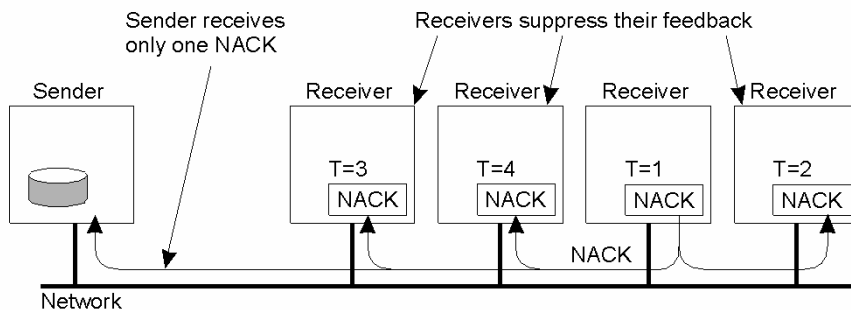 Sender receives
only one NACK
Receivers suppress their feedback
Sender
Receiver
Receiver
Receiver
Receiver
T=3
T=4
T=1
T=2
NACK
NACK
NACK
NACK
NACK
Network